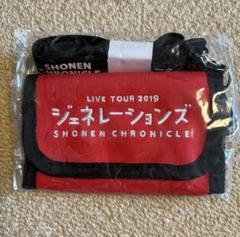 SHONEN
CHRONICLE
LIVE TOUR 2019
ジェネレーションズ
SHONEN CHRONICLE